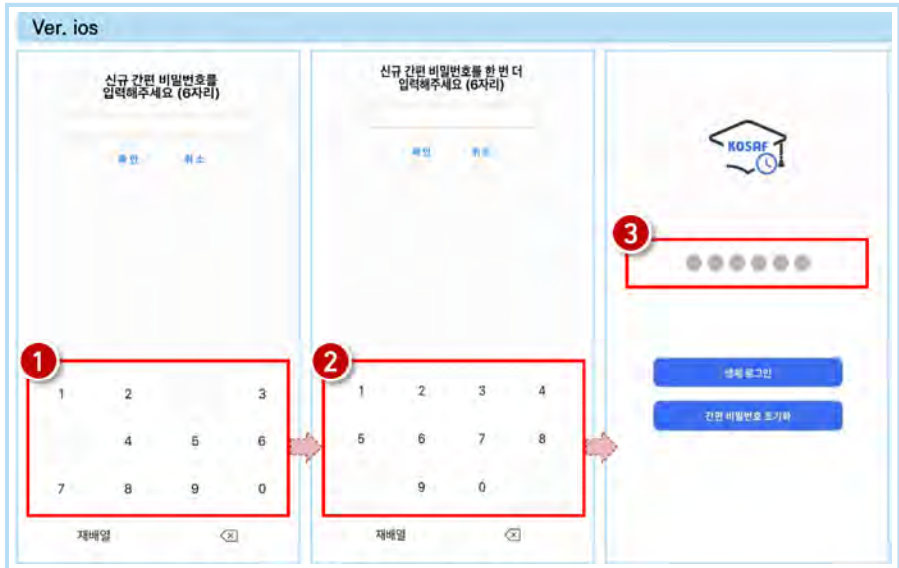 Ver. ios
신규 간편 비밀번호를
입력해주세요 (6자리)
확인 취소
1
1 2 3
4 5 6
7 8 9 0
재배열
신규 간편 비밀번호를 한 번 더
입력해주세요 (6자리)
확인 취소
2
1 2 3 4
5 6 7 8
9 0
재배열
KOSAF
3
생체 로그인
간편 비밀번호 초기화